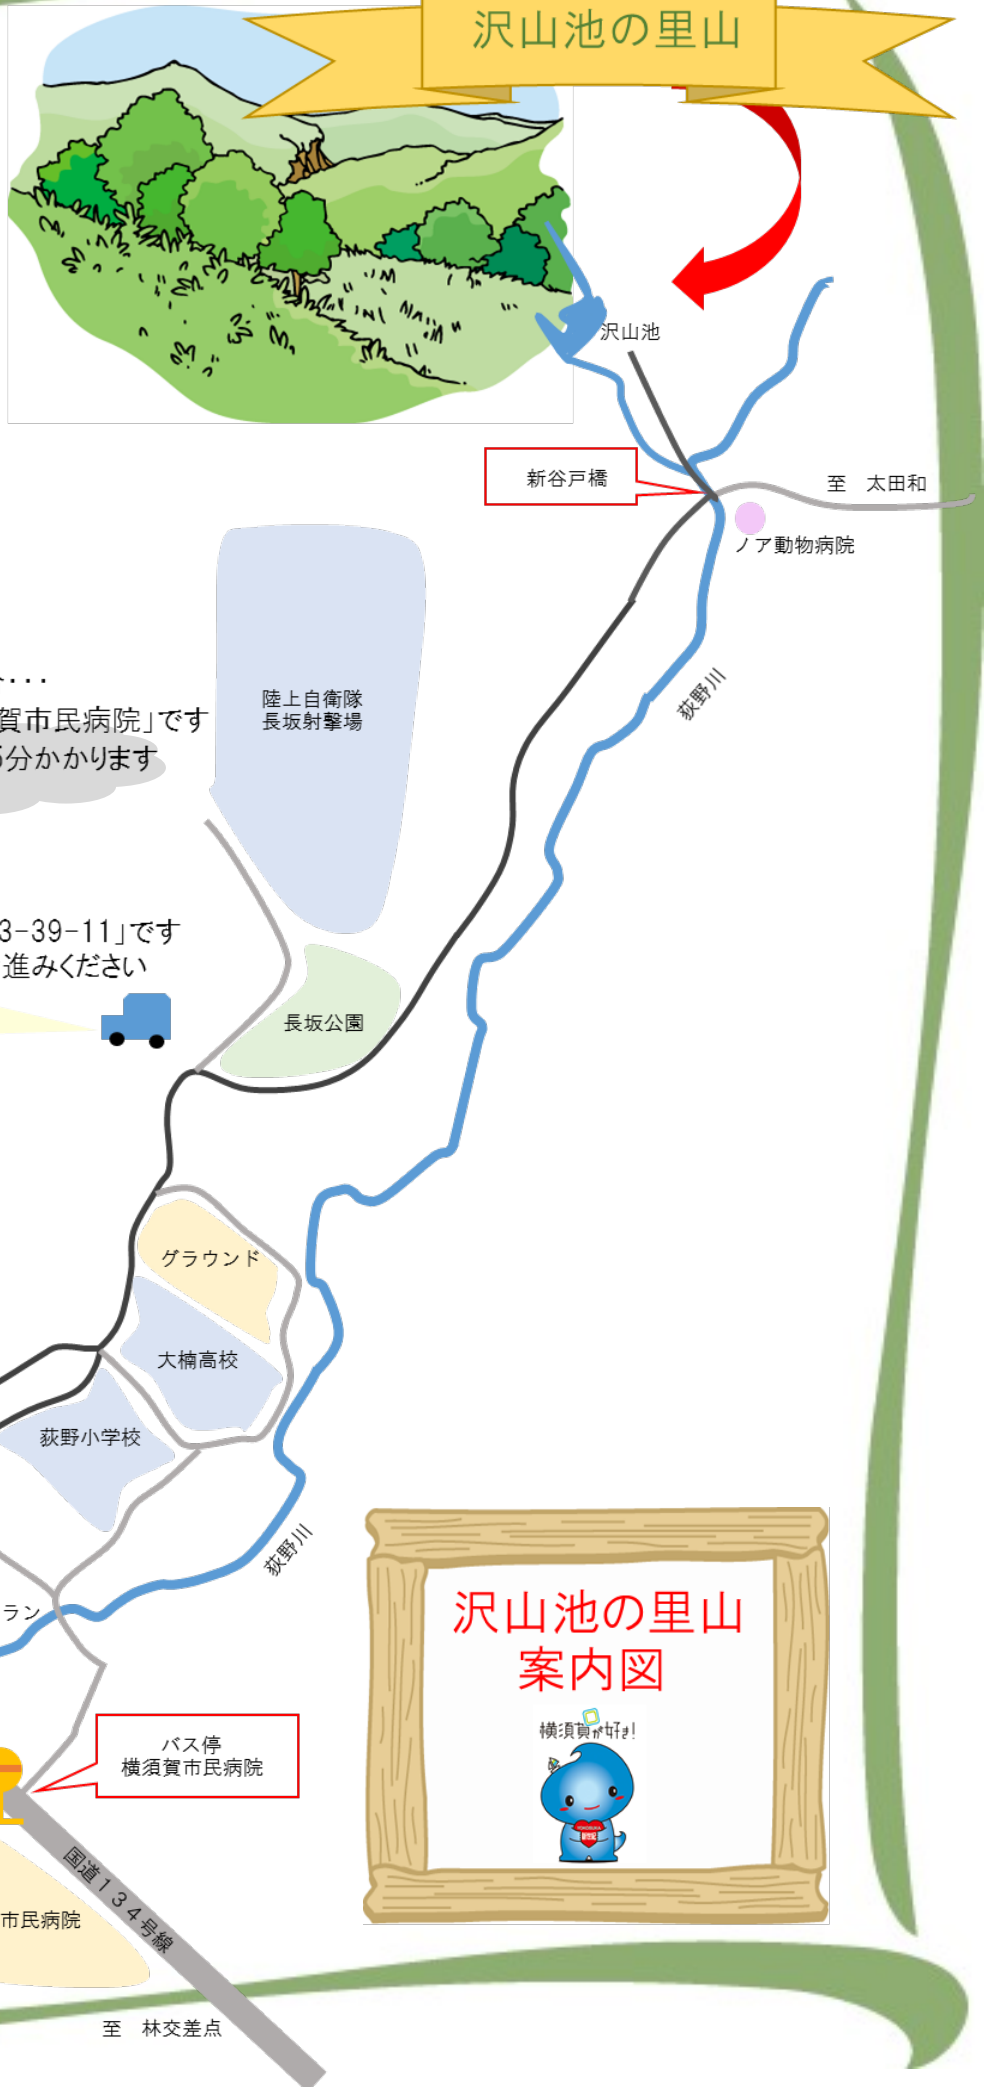 沢山池の里山
沢山池
新谷戸橋
至　太田和
ノア動物病院
陸上自衛隊
長坂射撃場
荻野川
賀市民病院」です
分かかります
3-39-11」です
進みください
長坂公園
グラウンド
大楠高校
荻野小学校
荻野川
ラン
沢山池の里山
案内図
横須賀が好き!
バス停
横須賀市民病院
国道134号線
市民病院
至　林交差点